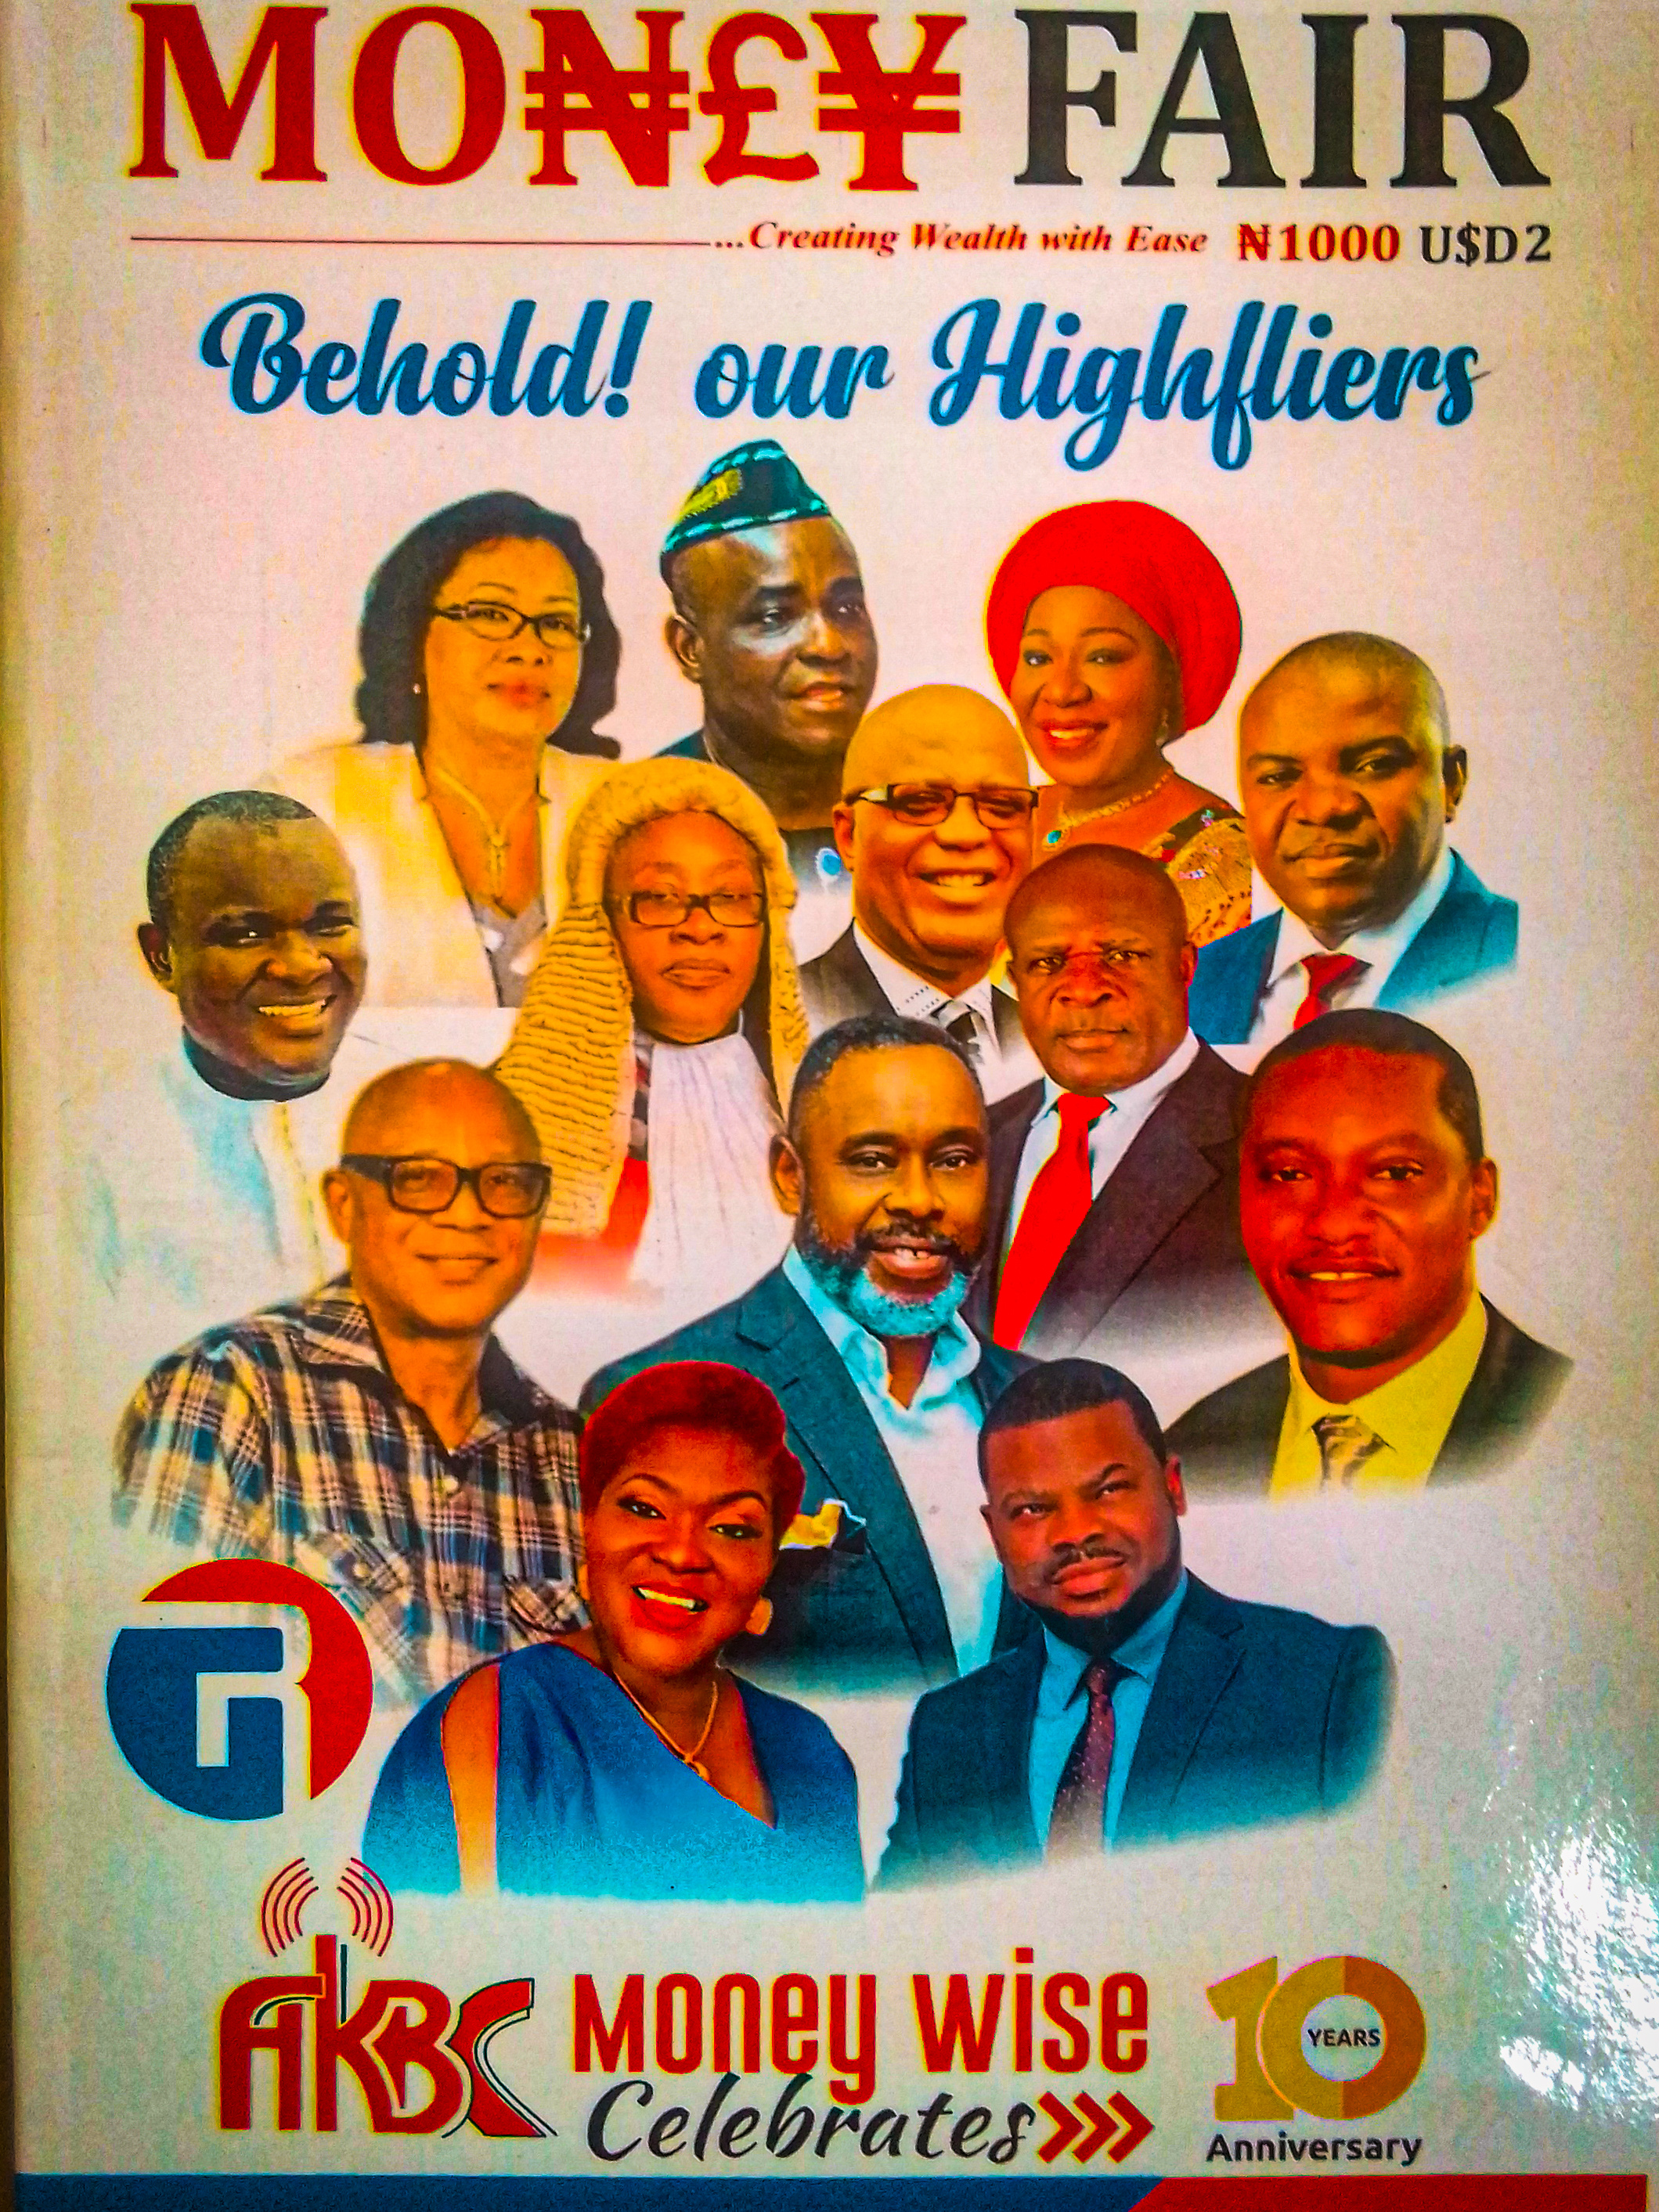 MO₦£¥ FAIR
...Creating Wealth with Ease ₦1000 U$D2
Behold! our Highfliers
AKBC
Money wise
Celebrates
10
YEARS
Anniversary